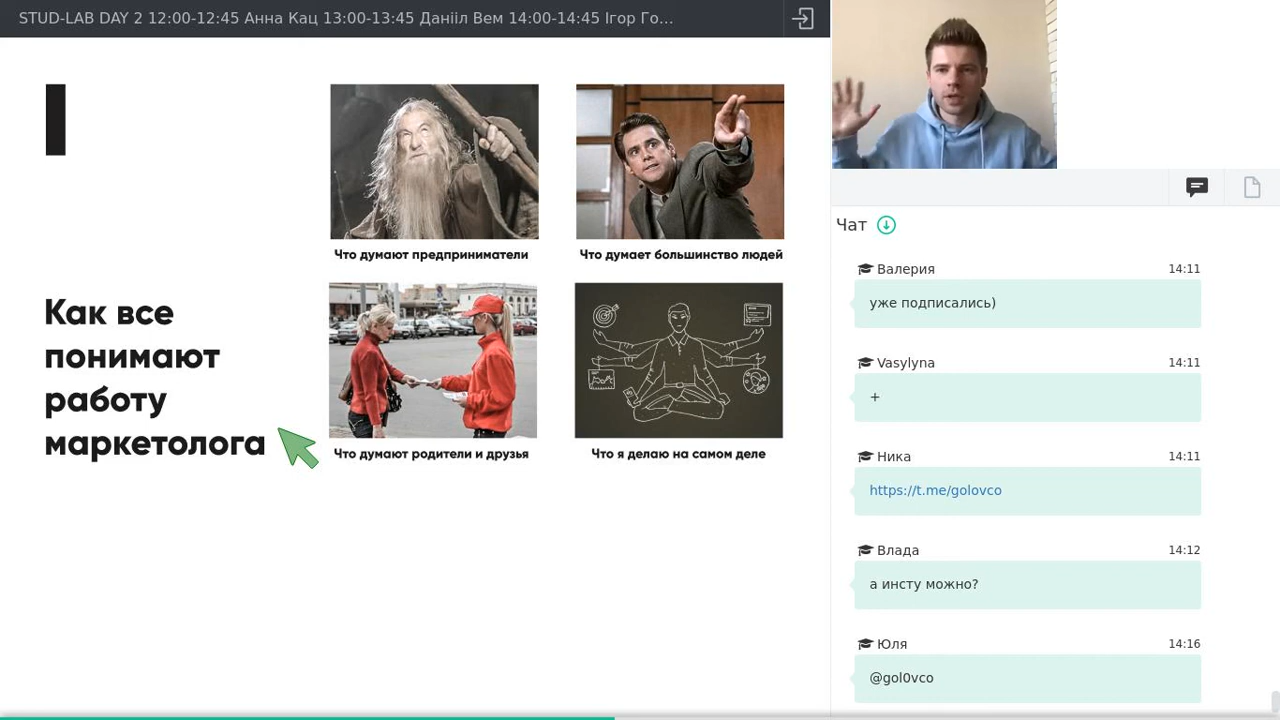 STUD-LAB DAY 2 12:00-12:45 Анна Кац 13:00-13:45 Данііл Вем 14:00-14:45 Ігор Го...
Как все
понимают
работу
маркетолога
Что думают предприниматели
Что думает большинство людей
Что думают родители и друзья
Что я делаю на самом деле
Чат
Валерия 14:11
уже подписались)
Vasylyna 14:11
+
Ника 14:11
https://t.me/golovco
Влада 14:12
а инсту можно?
Юля 14:16
@gol0vco